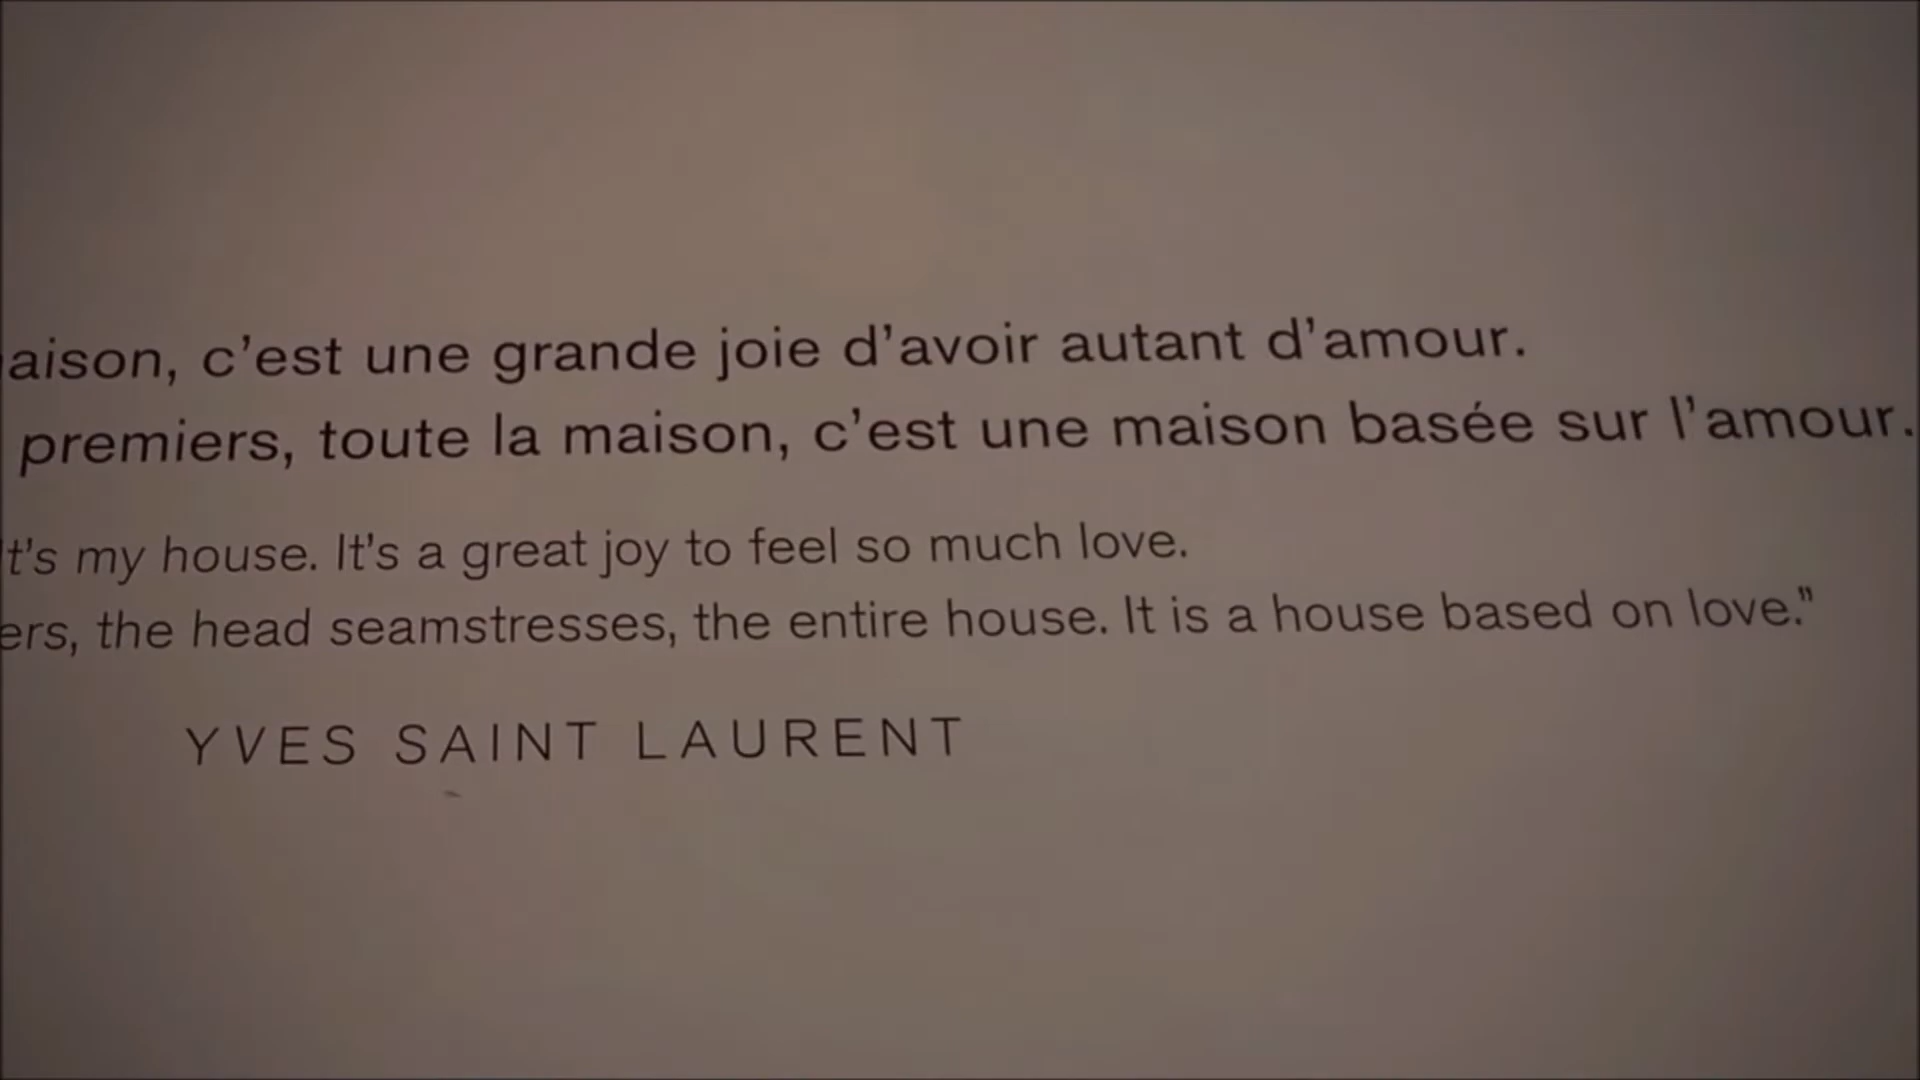 aison, c’est une grande joie d’avoir autant d’amour.
premiers, toute la maison, c’est une maison basée sur l’amour.
t’s my house. It’s a great joy to feel so much love.
ers, the head seamstresses, the entire house. It is a house based on love."
YVES SAINT LAURENT